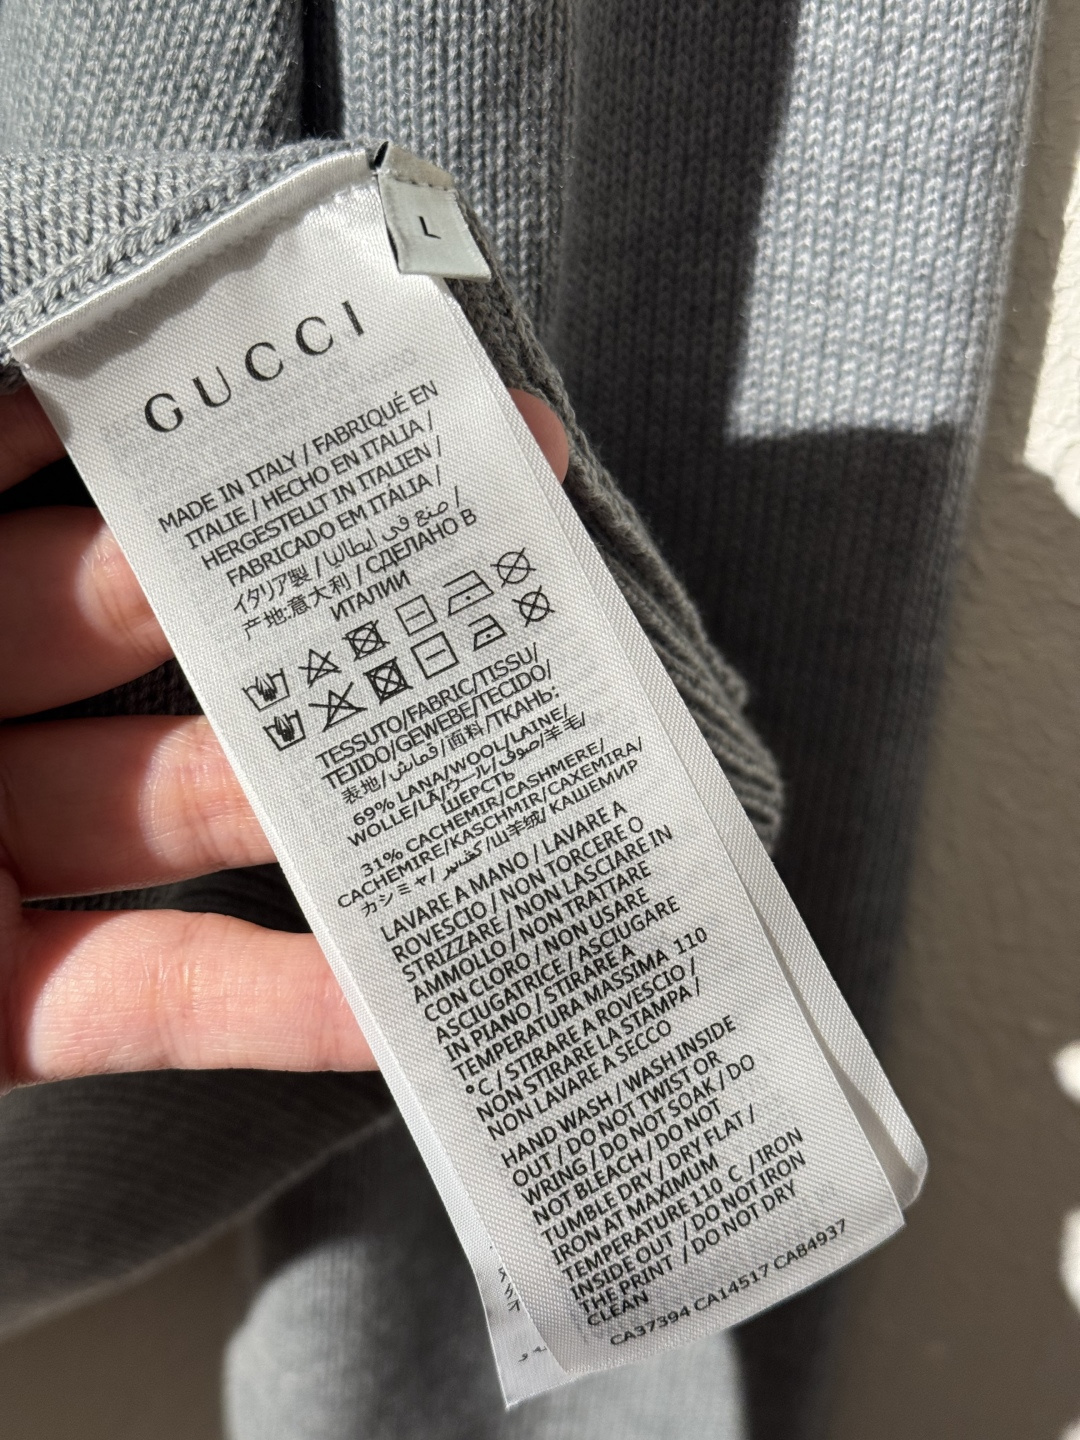 L
GUCCI
MADE IN ITALY / FABRIQUÉ EN
ITALIE / HECHO EN ITALIA /
HERGESTELLT IN ITALIEN /
FABRICADO EM ITALIA /
イタリア製 / صنع في إيطاليا /
产地:意大利 / СДЕЛАНО В
ИТАЛИИ
TESSUTO/FABRIC/TISSU/
TEJIDO/GEWEBE/TECIDO/
表地/قماش/面料/ТКАНЬ:
69% LANA/WOOL/LAINE/
WOLLE/LÃ/ウール/صوف/羊毛/
ШЕРСТЬ
31% CACHEMIR/CASHMERE/
CACHEMIRE/KASCHMIR/CAXEMIRA/
カシミヤ/كشمير/山羊绒/КАШЕМИР
LAVARE A MANO / LAVARE A
ROVESCIO / NON TORCERE O
STRIZZARE / NON LASCIARE IN
AMMOLLO / NON TRATTARE
CON CLORO / NON USARE
ASCIUGATRICE / ASCIUGARE
IN PIANO / STIRARE A
TEMPERATURA MASSIMA 110
°C / STIRARE A ROVESCIO /
NON STIRARE LA STAMPA /
NON LAVARE A SECCO
HAND WASH / WASH INSIDE
OUT / DO NOT TWIST OR
WRING / DO NOT SOAK / DO
NOT BLEACH / DO NOT
TUMBLE DRY / DRY FLAT /
IRON AT MAXIMUM
TEMPERATURE 110 C / IRON
INSIDE OUT / DO NOT IRON
THE PRINT / DO NOT DRY
CLEAN
CA37394 CA14517 CA84937